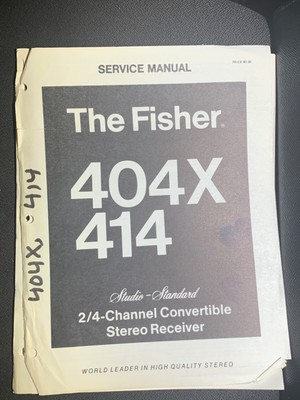 SERVICE MANUAL
The Fisher
404X
414
Studio-Standard
2/4-Channel Convertible
Stereo Receiver
WORLD LEADER IN HIGH QUALITY STEREO
404X, 414